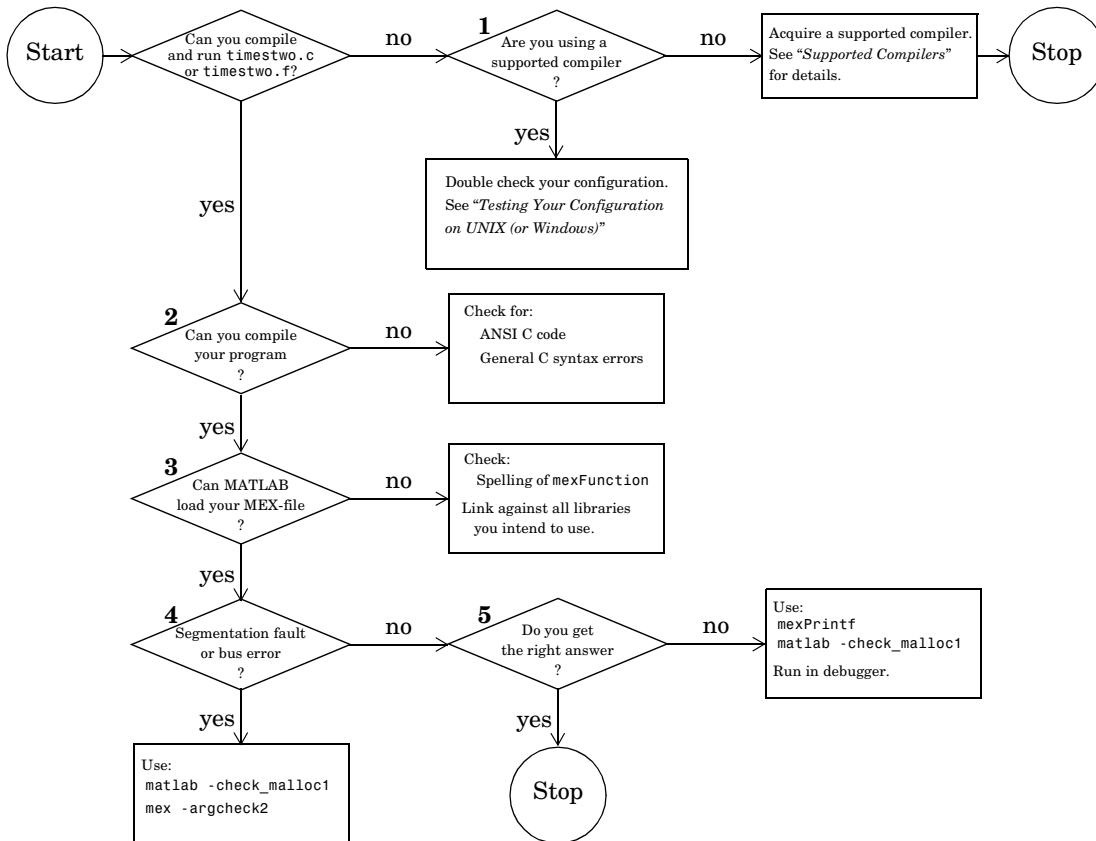 Start
Can you compile
and run timestwo.c
or timestwo.f?
no
1
Are you using a
supported compiler
?
no
Acquire a supported compiler.
See “Supported Compilers”
for details.
Stop
yes
Double check your configuration.
See “Testing Your Configuration
on UNIX (or Windows)”
yes
2
Can you compile
your program
?
no
Check for:
ANSI C code
General C syntax errors
yes
3
Can MATLAB
load your MEX-file
?
no
Check:
Spelling of mexFunction
Link against all libraries
you intend to use.
yes
4
Segmentation fault
or bus error
?
no
5
Do you get
the right answer
?
no
Use:
mexPrintf
matlab -check_malloc1
Run in debugger.
yes
Use:
matlab -check_malloc1
mex -argcheck2
yes
Stop